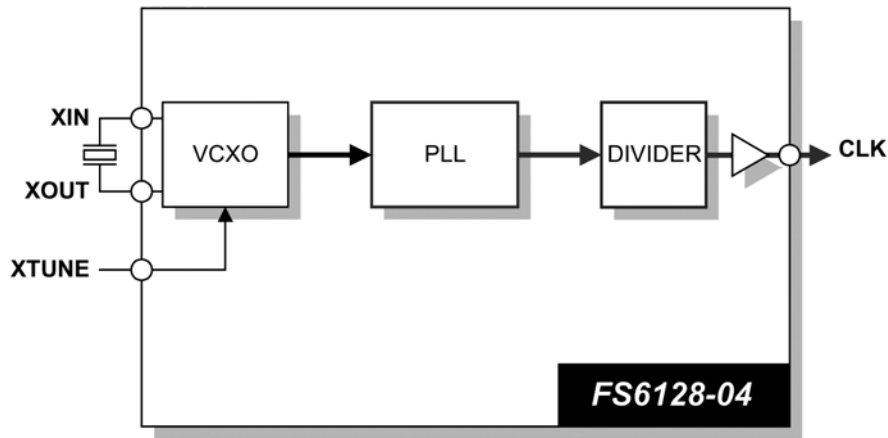 XIN
XOUT
XTUNE
VCXO
PLL
DIVIDER
CLK
FS6128-04